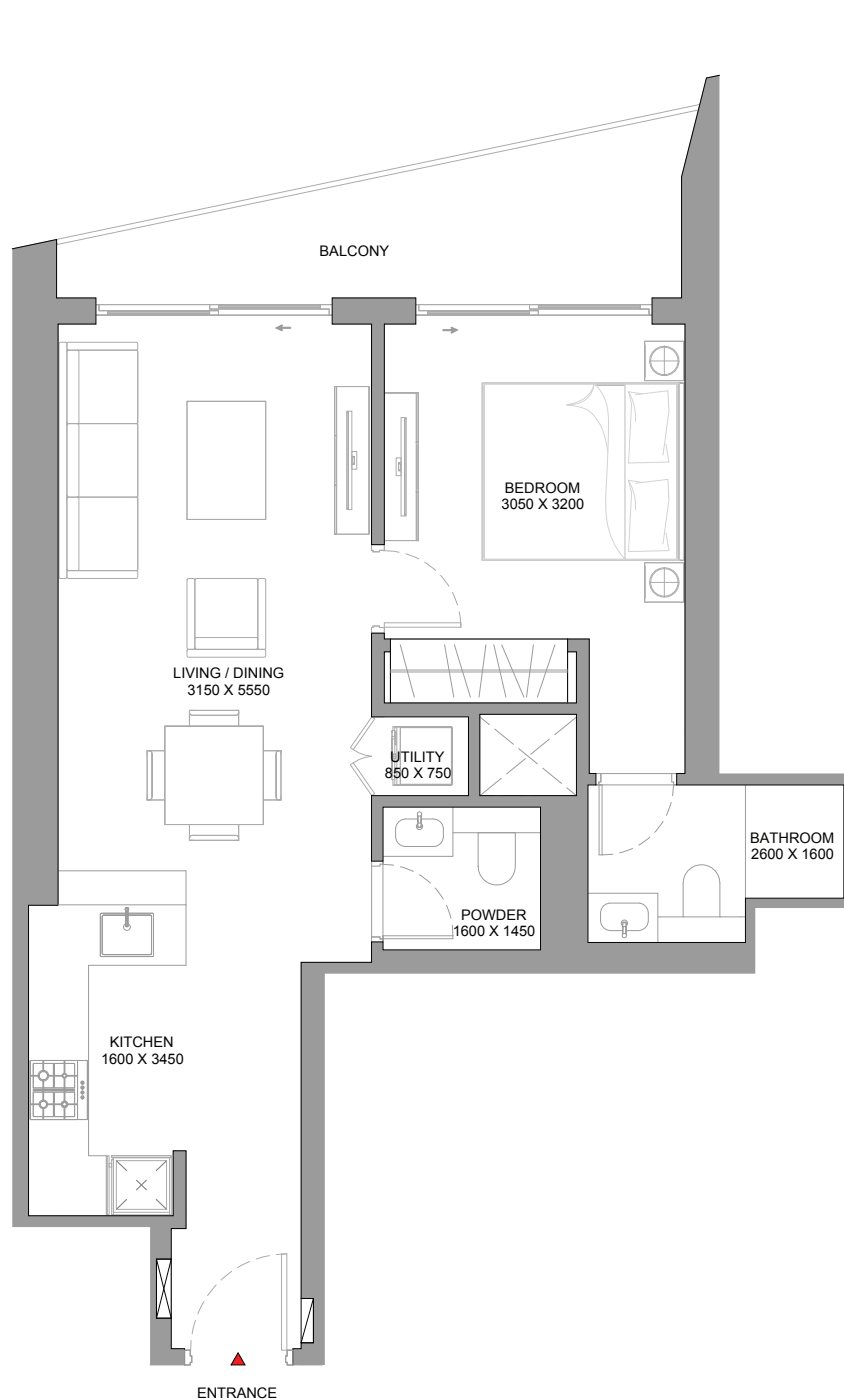 BALCONY
BEDROOM
3050 X 3200
LIVING / DINING
3150 X 5550
UTILITY
850 X 750
BATHROOM
2600 X 1600
POWDER
1600 X 1450
KITCHEN
1600 X 3450
ENTRANCE